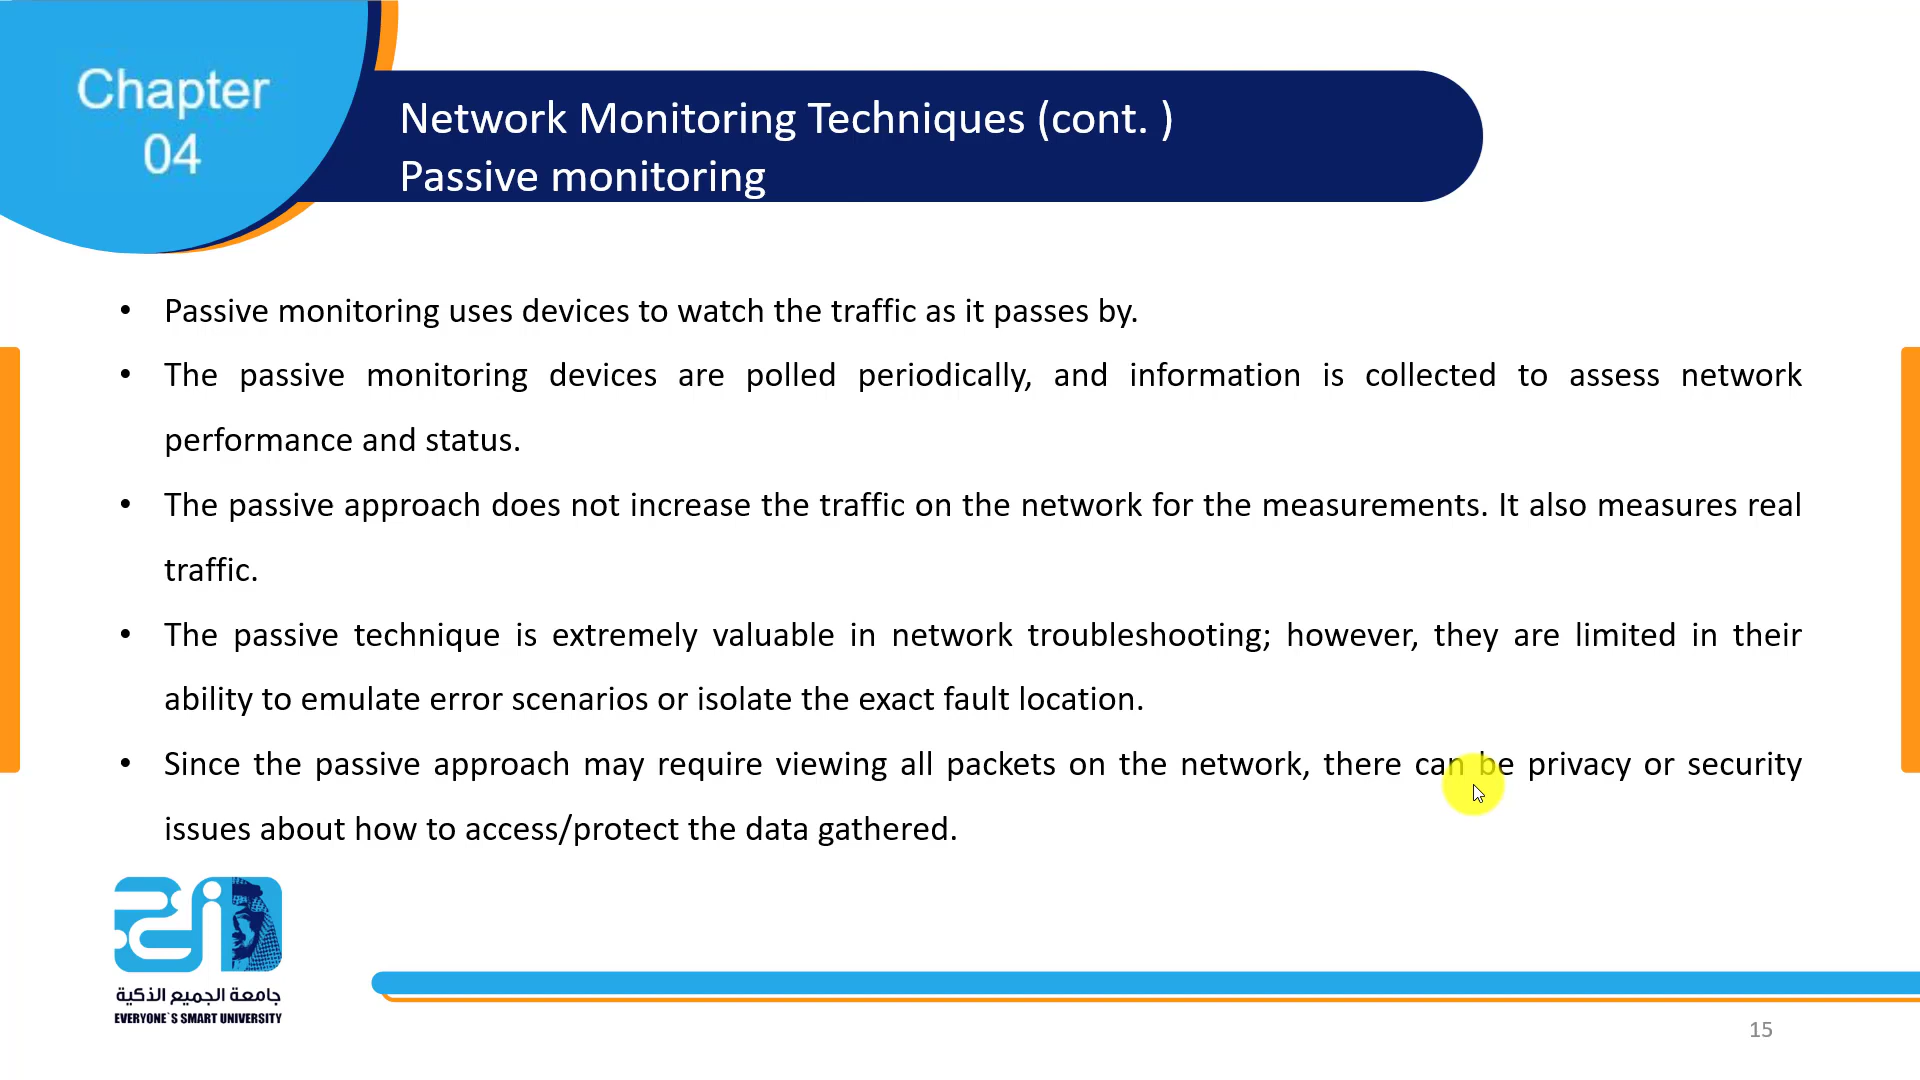 Chapter
04
Network Monitoring Techniques (cont. )
Passive monitoring
• Passive monitoring uses devices to watch the traffic as it passes by.
• The passive monitoring devices are polled periodically, and information is collected to assess network
performance and status.
• The passive approach does not increase the traffic on the network for the measurements. It also measures real
traffic.
• The passive technique is extremely valuable in network troubleshooting; however, they are limited in their
ability to emulate error scenarios or isolate the exact fault location.
• Since the passive approach may require viewing all packets on the network, there can be privacy or security
issues about how to access/protect the data gathered.
جامعة الجميع الذكية
EVERYONE`S SMART UNIVERSITY
15